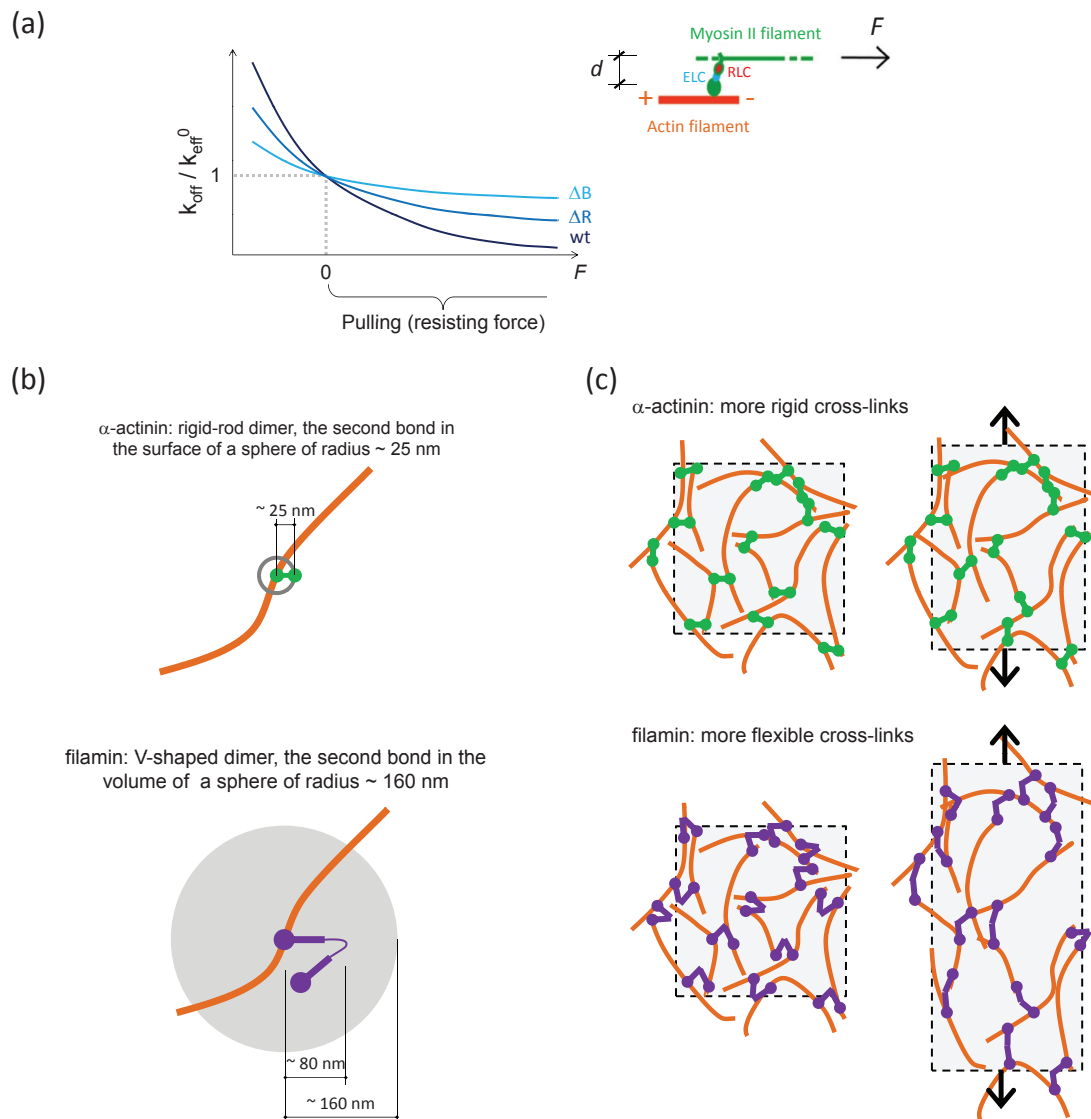 (a)
k_off / k_eff^0
1
0
F
ΔB
ΔR
wt
Pulling (resisting force)
Myosin II filament
F
d
ELC
RLC
+
-
Actin filament
(b)
α-actinin: rigid-rod dimer, the second bond in
the surface of a sphere of radius ~ 25 nm
~ 25 nm
filamin: V-shaped dimer, the second bond in the
volume of a sphere of radius ~ 160 nm
~ 80 nm
~ 160 nm
(c)
α-actinin: more rigid cross-links
filamin: more flexible cross-links